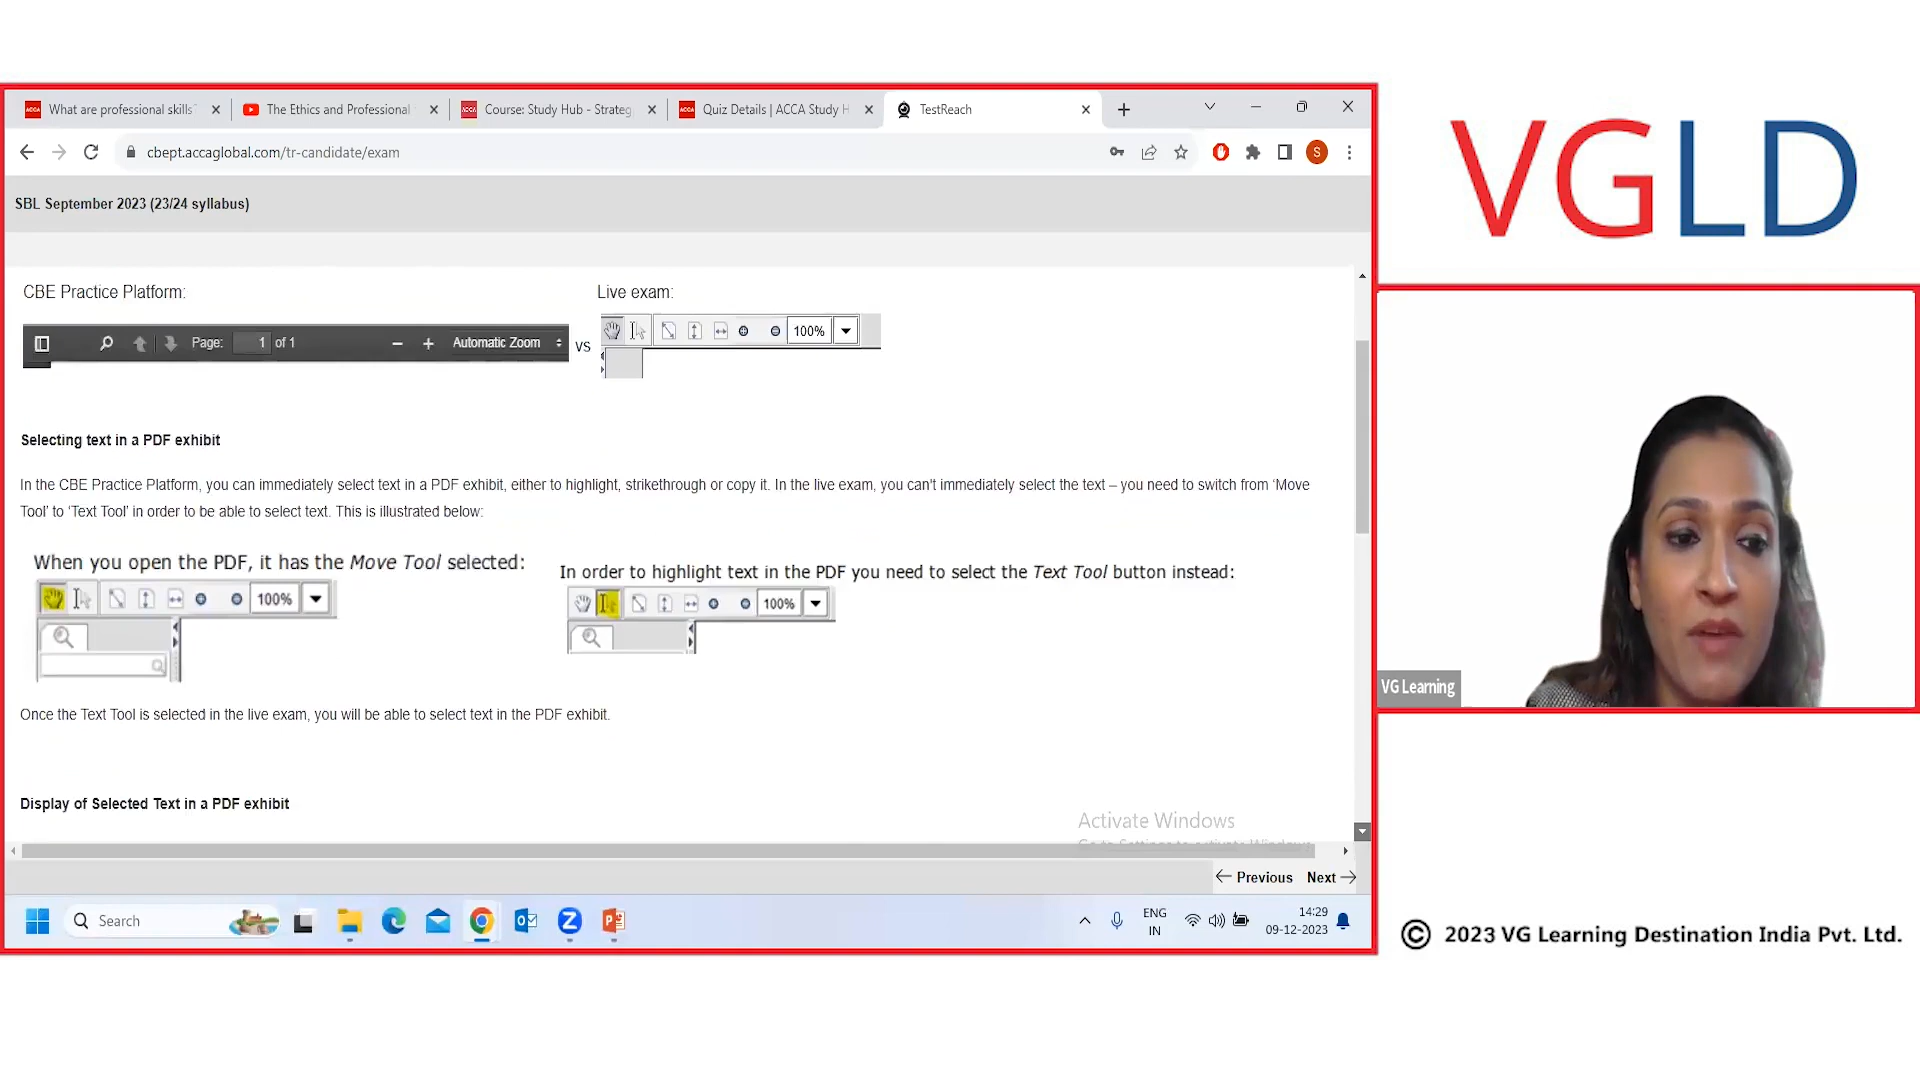 What are professional skills
The Ethics and Professional
Course: Study Hub - Strateg
Quiz Details | ACCA Study H
TestReach
cbept.accaglobal.com/tr-candidate/exam
S
SBL September 2023 (23/24 syllabus)
CBE Practice Platform:
Live exam:
Page: 1 of 1
Automatic Zoom
vs
100%
Selecting text in a PDF exhibit
In the CBE Practice Platform, you can immediately select text in a PDF exhibit, either to highlight, strikethrough or copy it. In the live exam, you can't immediately select the text – you need to switch from ‘Move
Tool’ to ‘Text Tool’ in order to be able to select text. This is illustrated below:
When you open the PDF, it has the Move Tool selected:
100%
In order to highlight text in the PDF you need to select the Text Tool button instead:
100%
Once the Text Tool is selected in the live exam, you will be able to select text in the PDF exhibit.
Display of Selected Text in a PDF exhibit
Activate Windows
Go to Settings to activate Windows.
Previous
Next
Search
ENG
IN
14:29
09-12-2023
VGLD
VG Learning
© 2023 VG Learning Destination India Pvt. Ltd.